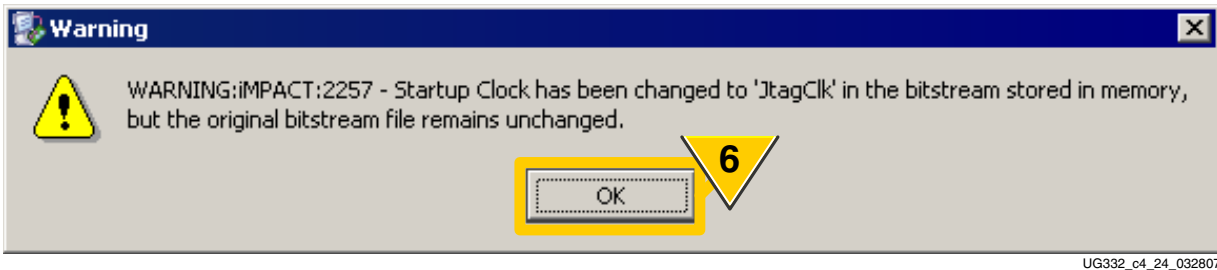 Warning
WARNING:iMPACT:2257 - Startup Clock has been changed to 'JtagClk' in the bitstream stored in memory,
but the original bitstream file remains unchanged.
6
OK
UG332_c4_24_032807